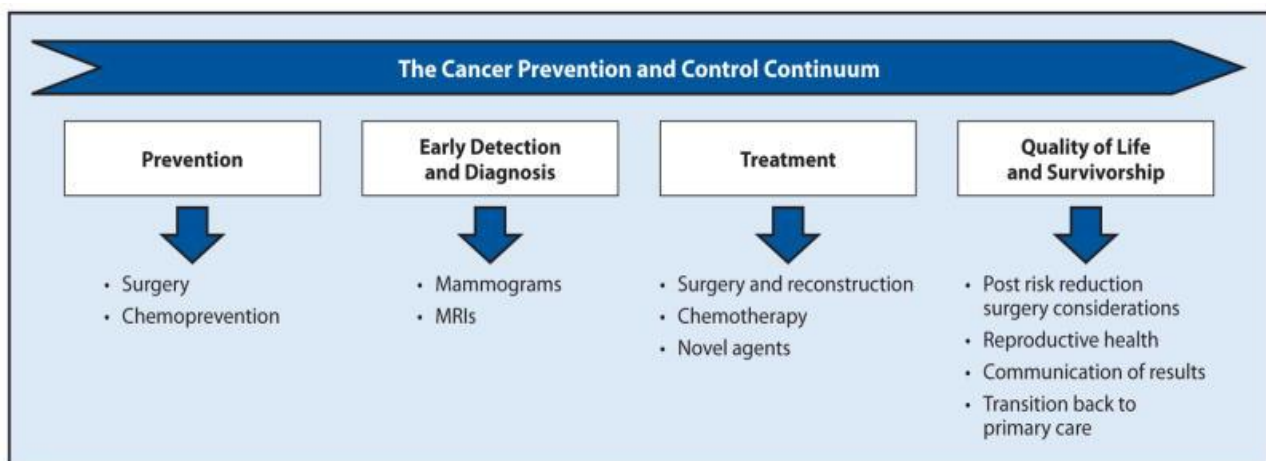 The Cancer Prevention and Control Continuum
Prevention
• Surgery
• Chemoprevention
Early Detection
and Diagnosis
• Mammograms
• MRIs
Treatment
• Surgery and reconstruction
• Chemotherapy
• Novel agents
Quality of Life
and Survivorship
• Post risk reduction
surgery considerations
• Reproductive health
• Communication of results
• Transition back to
primary care